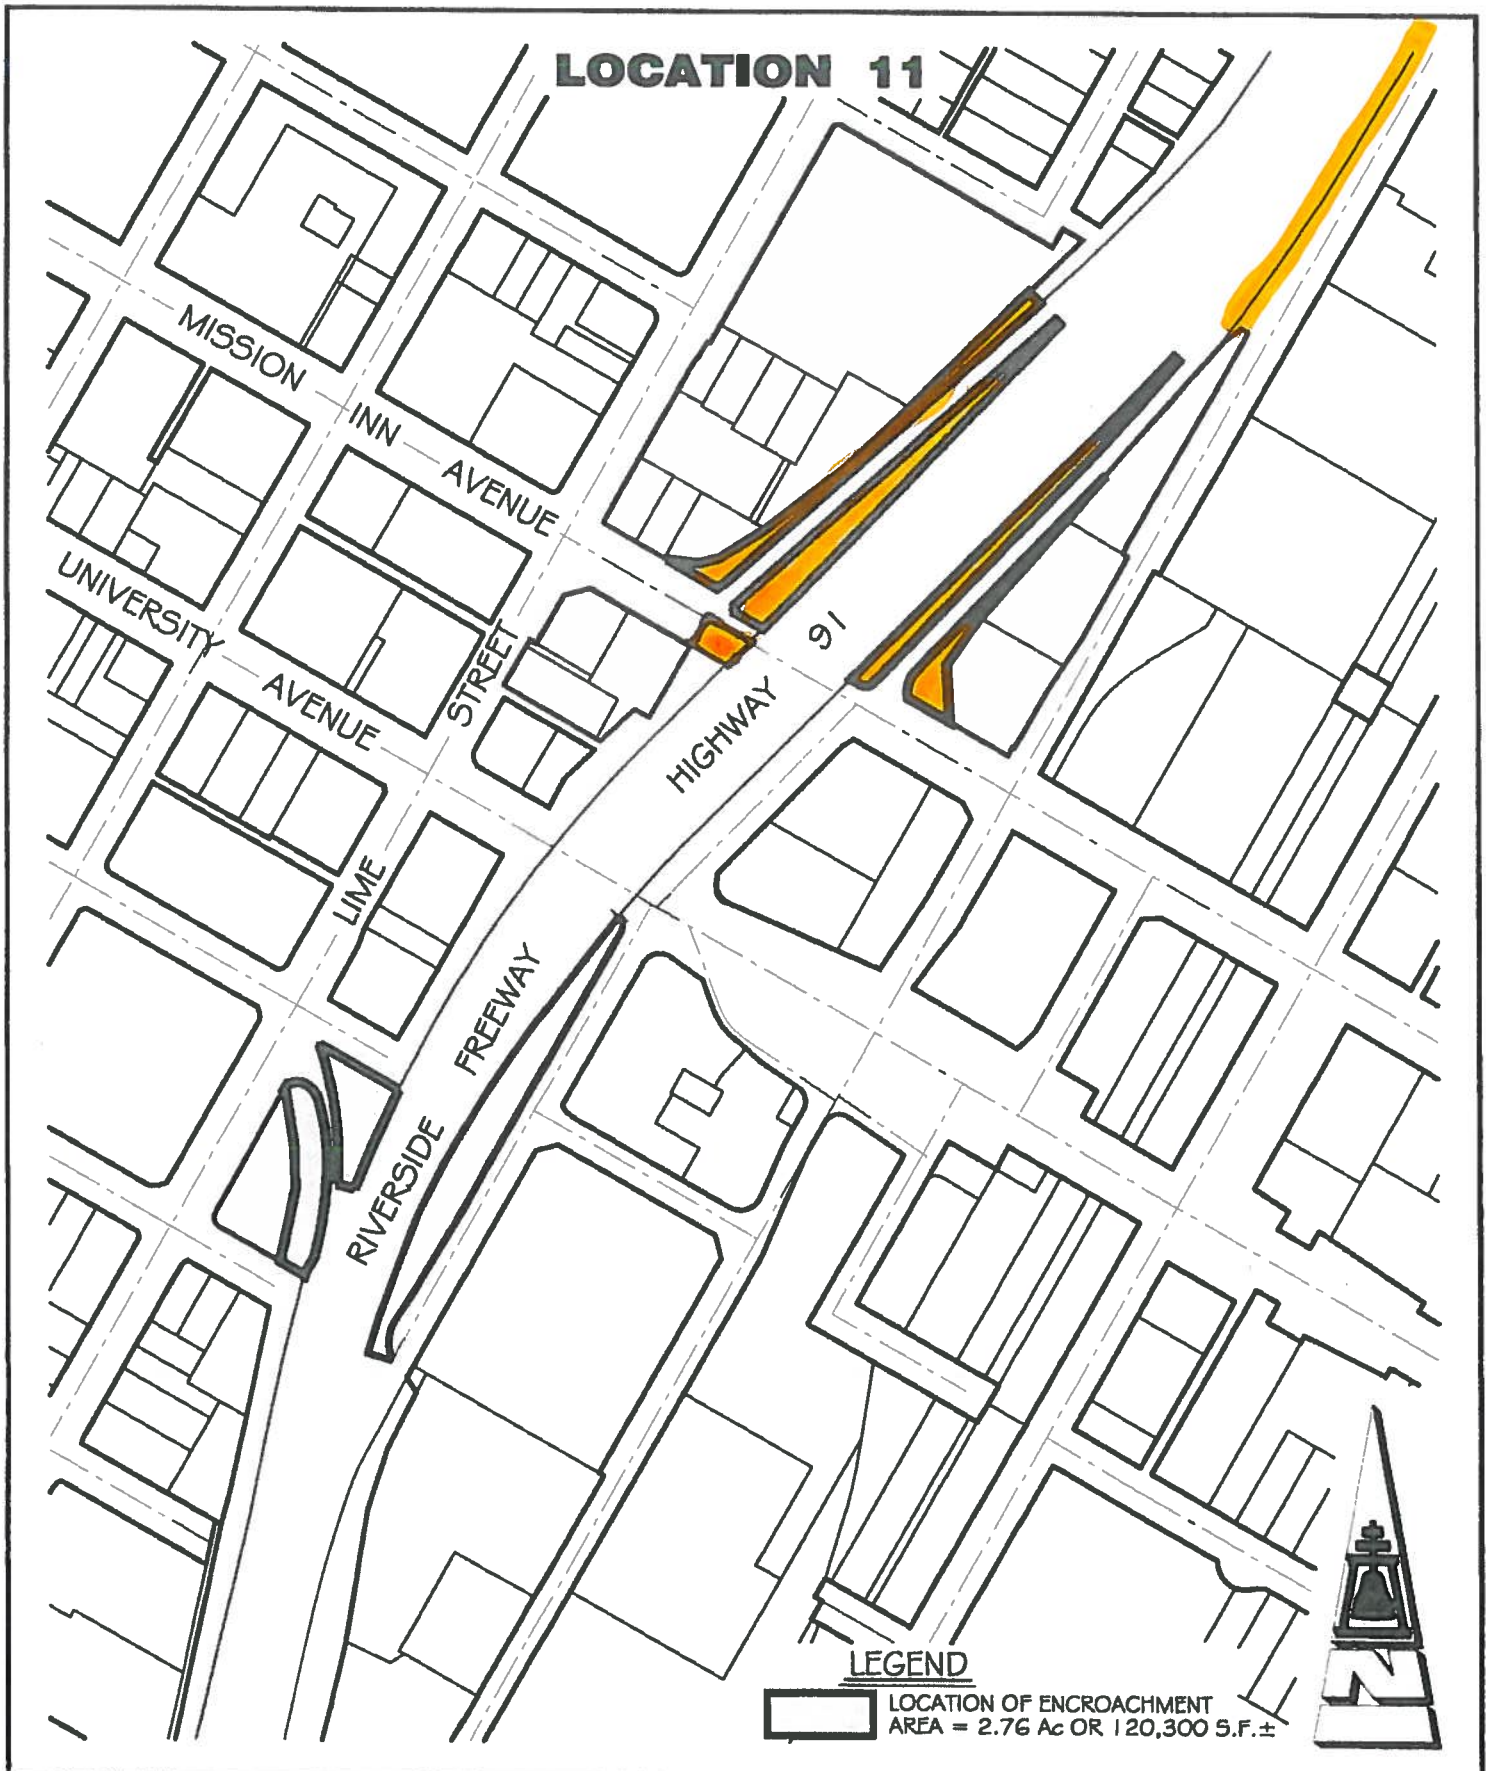 LOCATION 11
MISSION INN AVENUE
UNIVERSITY AVENUE
LIME STREET
RIVERSIDE FREEWAY HIGHWAY 91
LEGEND
LOCATION OF ENCROACHMENT
AREA = 2.76 Ac OR 120,300 S.F.±
N